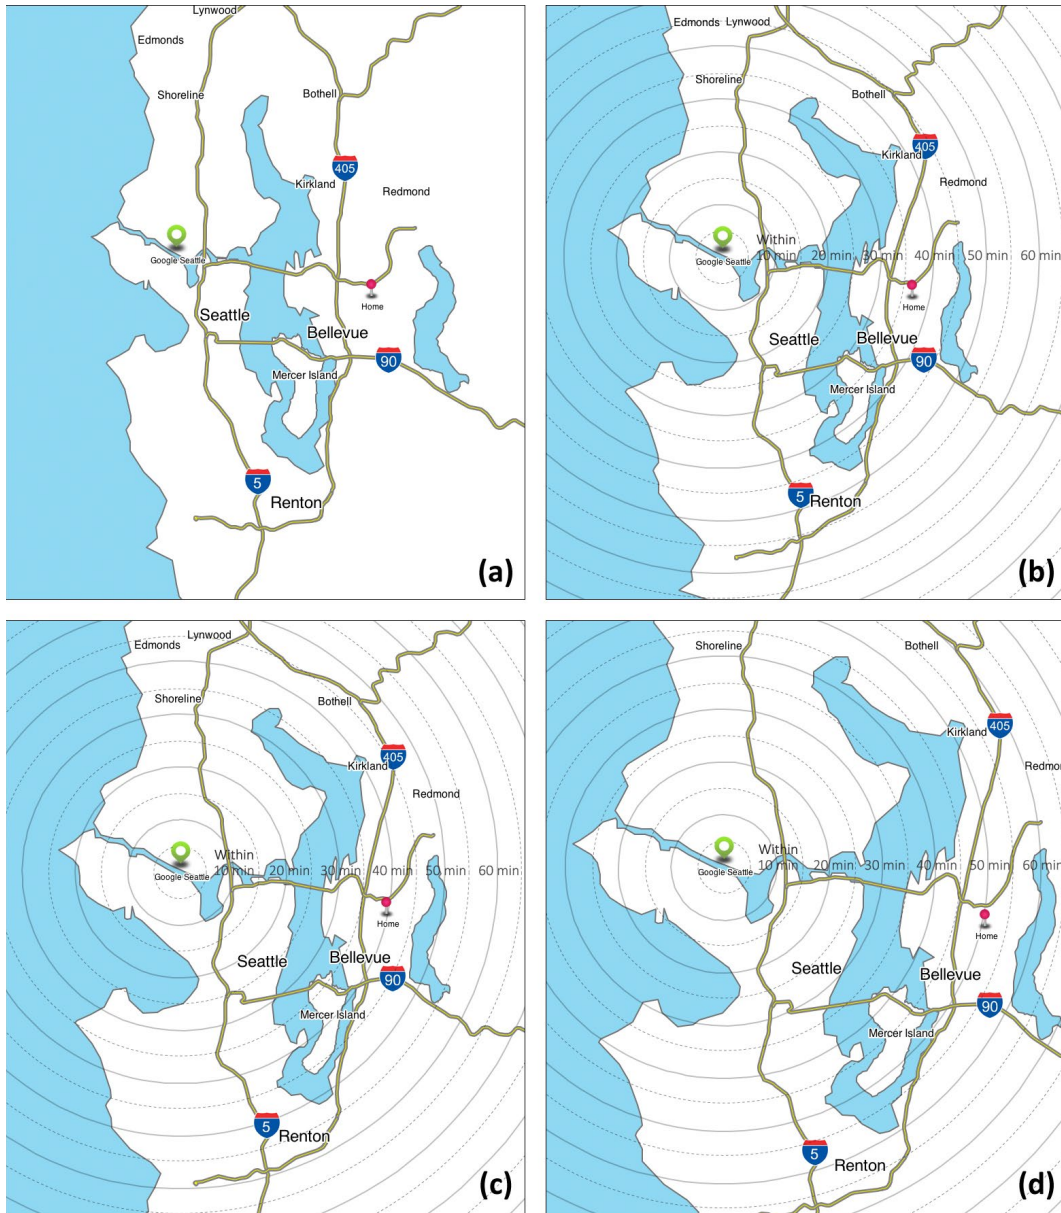 Lynwood
Edmonds
Shoreline
Bothell
405
Kirkland
Redmond
Google Seattle
Home
Seattle
Bellevue
90
Mercer Island
5
Renton
(a)
Edmonds Lynwood
Shoreline
Bothell
405
Kirkland
Redmond
Within
10 min 20 min 30 min 40 min 50 min 60 min
Google Seattle
Home
Seattle
Bellevue
90
Mercer Island
5
Renton
(b)
Lynwood
Edmonds
Shoreline
Bothell
405
Kirkland
Redmond
Within
10 min 20 min 30 min 40 min 50 min 60 min
Google Seattle
Home
Seattle
Bellevue
90
Mercer Island
5
Renton
(c)
Shoreline
Bothell
405
Kirkland
Redmon
Within
10 min 20 min 30 min 40 min 50 min 60 min
Google Seattle
Home
Seattle
Bellevue
90
Mercer Island
5
Renton
(d)